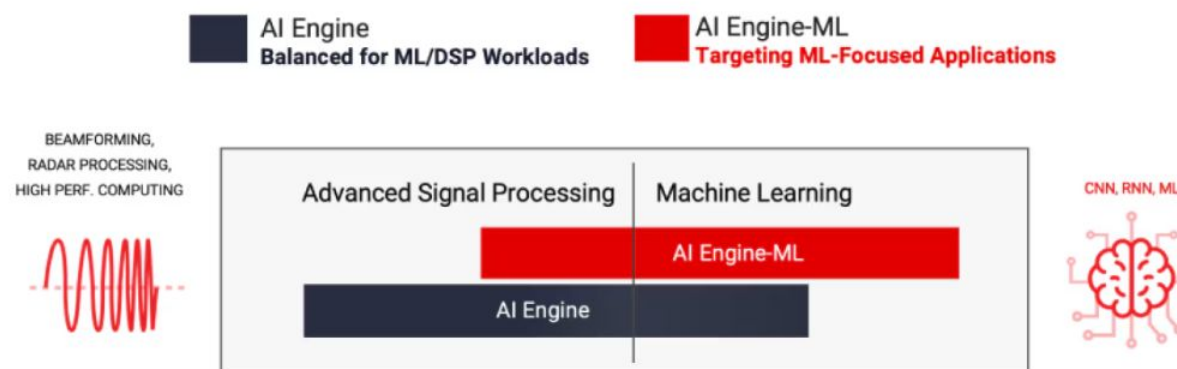 AI Engine
Balanced for ML/DSP Workloads
AI Engine-ML
Targeting ML-Focused Applications
BEAMFORMING,
RADAR PROCESSING,
HIGH PERF. COMPUTING
Advanced Signal Processing
Machine Learning
CNN, RNN, ML
AI Engine-ML
AI Engine